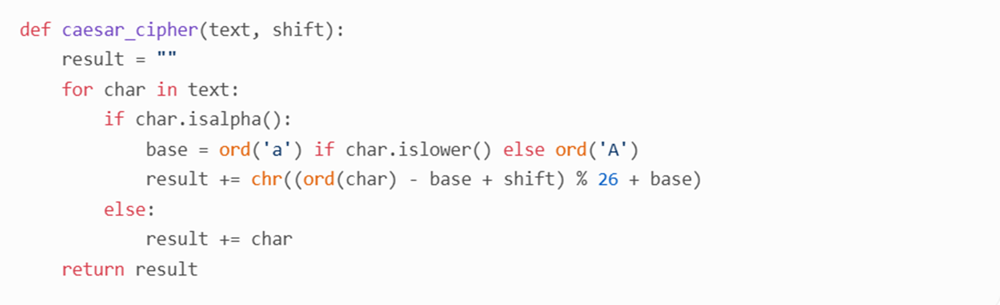 def caesar_cipher(text, shift):
    result = ""
    for char in text:
        if char.isalpha():
            base = ord('a') if char.islower() else ord('A')
            result += chr((ord(char) - base + shift) % 26 + base)
        else:
            result += char
    return result